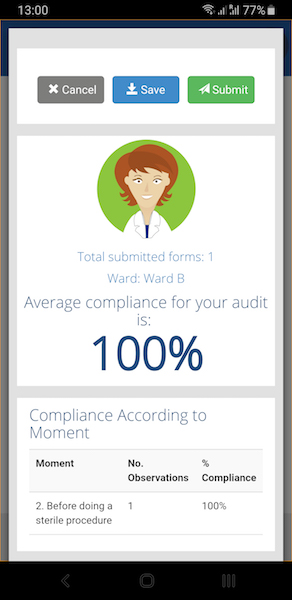 13:00 77%
Cancel Save Submit
Total submitted forms: 1
Ward: Ward B
Average compliance for your audit
is:
100%
Compliance According to
Moment
Moment No. %
Observations Compliance
2. Before doing a 1 100%
sterile procedure